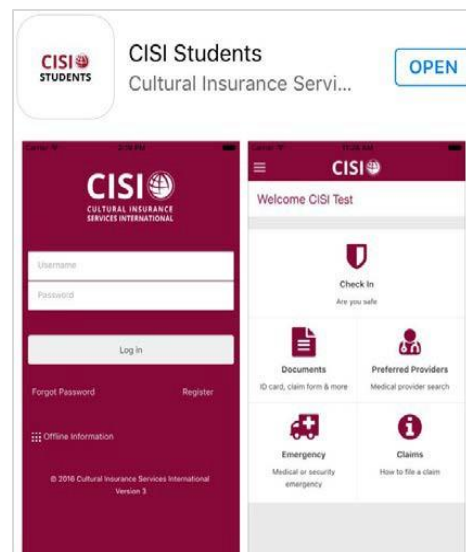 CISI
STUDENTS
CISI Students
Cultural Insurance Servi...
OPEN
CISI
CULTURAL INSURANCE
SERVICES INTERNATIONAL
Username
Password
Log in
Forgot Password
Register
Offline Information
© 2016 Cultural Insurance Services International
Version 3
CISI
Welcome CISI Test
Check In
Are you safe
Documents
ID card, claim form & more
Preferred Providers
Medical provider search
Emergency
Medical or security
emergency
Claims
How to file a claim